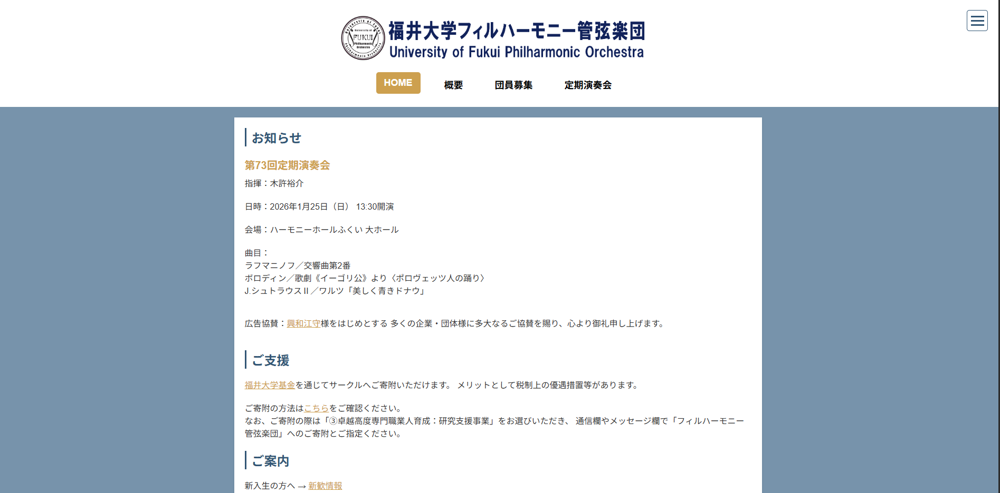 University of Fukui
University of
FUKUI
Philharmonic
Orchestra
Philharmonic Orchestra
福井大学フィルハーモニー管弦楽団
University of Fukui Philharmonic Orchestra
HOME 概要 団員募集 定期演奏会
お知らせ
第73回定期演奏会
指揮：木許裕介
日時：2026年1月25日（日） 13:30開演
会場：ハーモニーホールふくい 大ホール
曲目：
ラフマニノフ／交響曲第2番
ボロディン／歌劇《イーゴリ公》より〈ポロヴェッツ人の踊り〉
J.シュトラウスⅡ／ワルツ「美しく青きドナウ」
広告協賛：興和江守様をはじめとする 多くの企業・団体様に多大なるご協賛を賜り、心より御礼申し上げます。
ご支援
福井大学基金を通じてサークルへご寄附いただけます。 メリットとして税制上の優遇措置等があります。
ご寄附の方法はこちらをご確認ください。
なお、ご寄附の際は「③卓越高度専門職業人育成：研究支援事業」をお選びいただき、 通信欄やメッセージ欄で「フィルハーモニー
管弦楽団」へのご寄附とご指定ください。
ご案内
新入生の方へ → 新歓情報